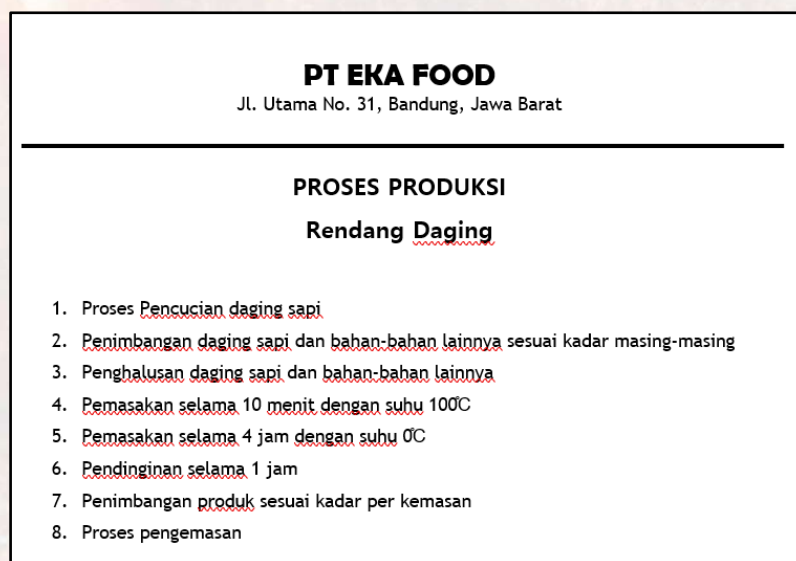 PT EKA FOOD
Jl. Utama No. 31, Bandung, Jawa Barat
PROSES PRODUKSI
Rendang Daging
1. Proses Pencucian daging sapi
2. Penimbangan daging sapi dan bahan-bahan lainnya sesuai kadar masing-masing
3. Penghalusan daging sapi dan bahan-bahan lainnya
4. Pemasakan selama 10 menit dengan suhu 100℃
5. Pemasakan selama 4 jam dengan suhu 0℃
6. Pendinginan selama 1 jam
7. Penimbangan produk sesuai kadar per kemasan
8. Proses pengemasan